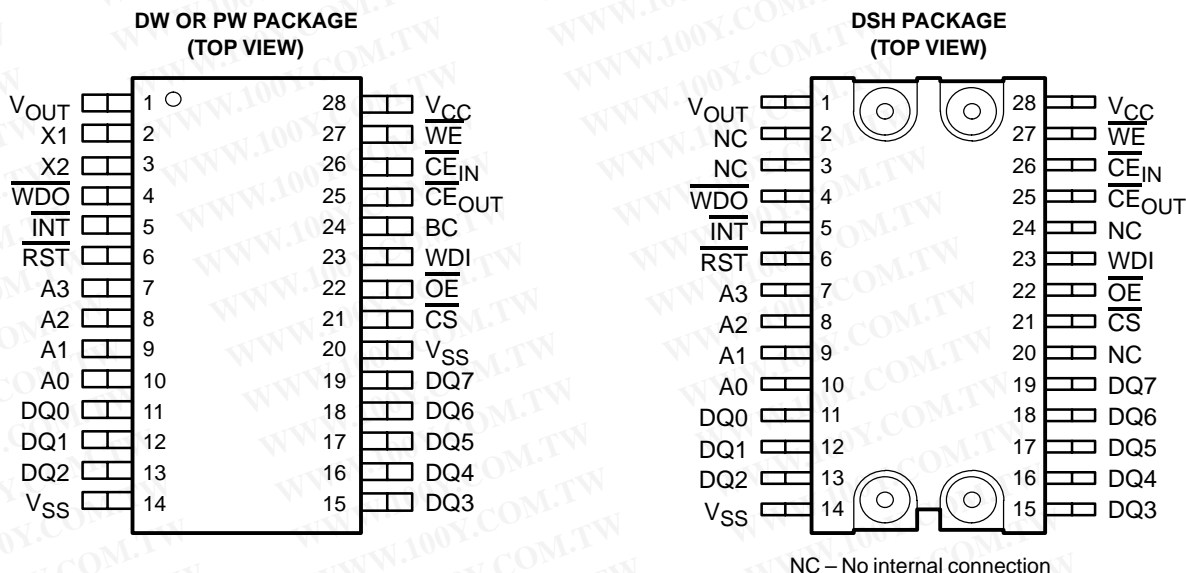 DW OR PW PACKAGE
(TOP VIEW)
VOUT 1 28 VCC
X1 2 27 WE
X2 3 26 CEIN
WDO 4 25 CEOUT
INT 5 24 BC
RST 6 23 WDI
A3 7 22 OE
A2 8 21 CS
A1 9 20 VSS
A0 10 19 DQ7
DQ0 11 18 DQ6
DQ1 12 17 DQ5
DQ2 13 16 DQ4
VSS 14 15 DQ3
DSH PACKAGE
(TOP VIEW)
VOUT 1 28 VCC
NC 2 27 WE
NC 3 26 CEIN
WDO 4 25 CEOUT
INT 5 24 NC
RST 6 23 WDI
A3 7 22 OE
A2 8 21 CS
A1 9 20 NC
A0 10 19 DQ7
DQ0 11 18 DQ6
DQ1 12 17 DQ5
DQ2 13 16 DQ4
VSS 14 15 DQ3
NC – No internal connection
WWW.100Y.COM.TW